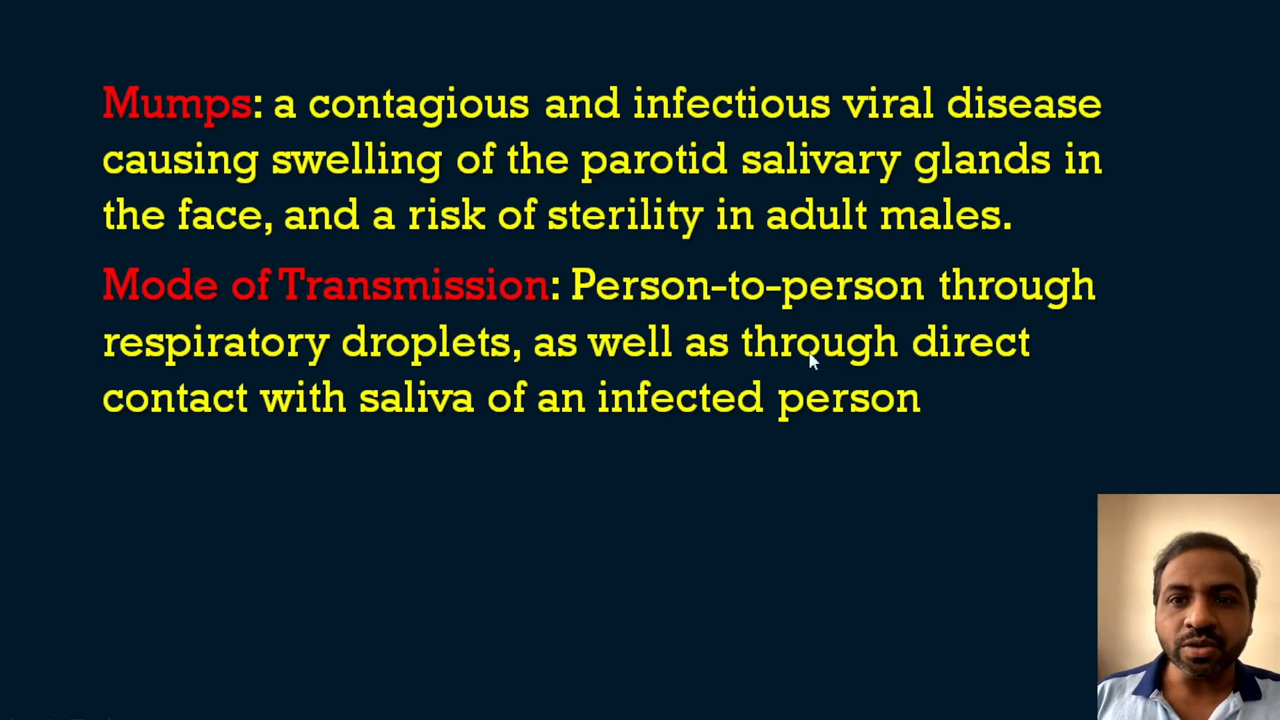 Mumps: a contagious and infectious viral disease
causing swelling of the parotid salivary glands in
the face, and a risk of sterility in adult males.
Mode of Transmission: Person-to-person through
respiratory droplets, as well as through direct
contact with saliva of an infected person